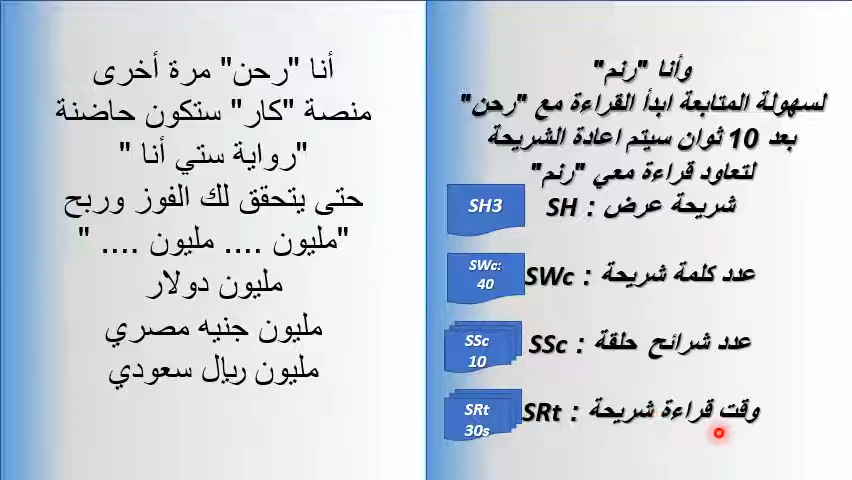 وأنا "رنم"
لسهولة المتابعة ابدأ القراءة مع "رحن"
بعد 10 ثوان سيتم اعادة الشريحة
لتعاود قراءة معي "رنم"
شريحة عرض : SH
SH3
عدد كلمة شريحة : SWc
SWc:
40
عدد شرائح حلقة : SSc
SSc
10
وقت قراءة شريحة : SRt
SRt
30s
أنا "رحن" مرة أخرى
منصة "كار" ستكون حاضنة
"رواية ستي أنا "
حتى يتحقق لك الفوز وربح
"مليون .... مليون .... "
مليون دولار
مليون جنيه مصري
مليون ريال سعودي